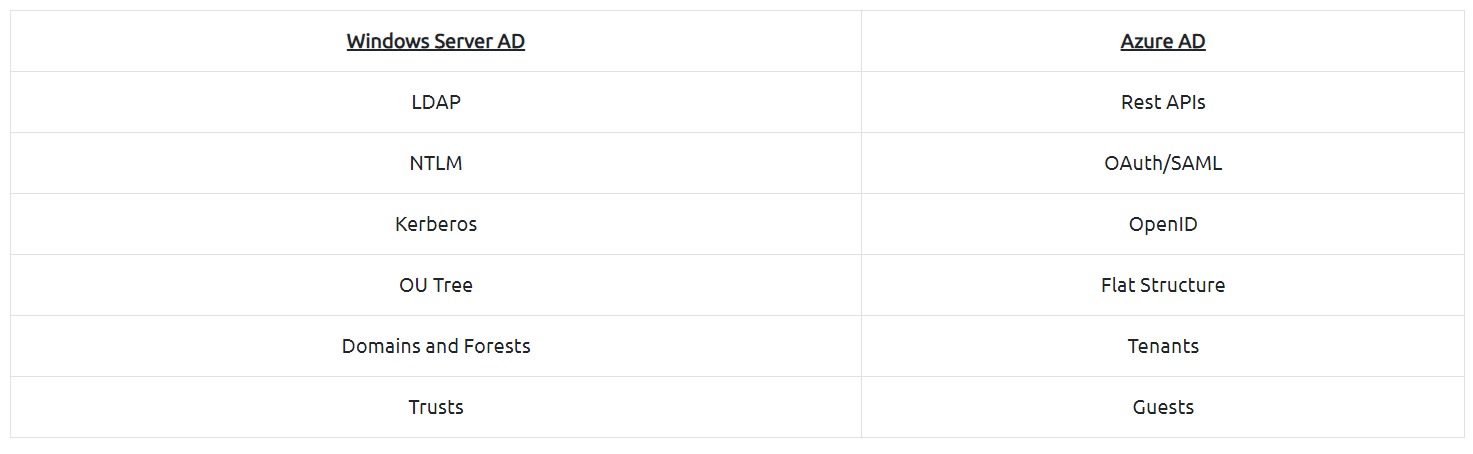 Windows Server AD Azure AD
LDAP Rest APIs
NTLM OAuth/SAML
Kerberos OpenID
OU Tree Flat Structure
Domains and Forests Tenants
Trusts Guests